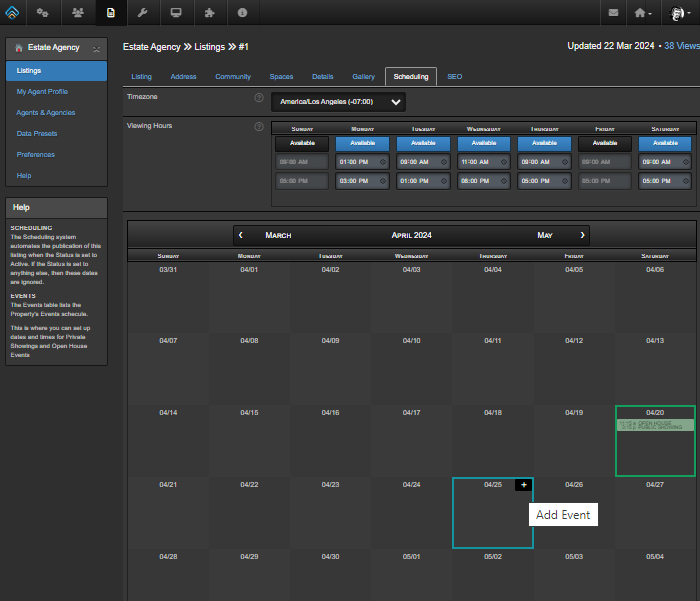 Estate Agency
Estate Agency » Listings » #1
Updated 22 Mar 2024 • 38 Views
Listings
My Agent Profile
Agents & Agencies
Data Presets
Preferences
Help
Listing Address Community Spaces Details Gallery Scheduling SEO
Timezone ? America/Los Angeles (-07:00)
Viewing Hours ?
Sunday Monday Tuesday Wednesday Thursday Friday Saturday
Available Available Available Available Available Available Available
09:00 AM 01:00 PM 09:00 AM 11:00 AM 09:00 AM 09:00 AM 09:00 AM
05:00 PM 03:00 PM 01:00 PM 08:00 PM 05:00 PM 05:00 PM 05:00 PM
Help
SCHEDULING
The Scheduling system
automates the publication of this
listing when the Status is set to
Active. If the Status is set to
anything else, then these dates
are ignored.
EVENTS
The Events table lists the
Property's Events schecule.
This is where you can set up
dates and times for Private
Showings and Open House
Events
March April 2024 May
Sunday Monday Tuesday Wednesday Thursday Friday Saturday
03/31 04/01 04/02 04/03 04/04 04/05 04/06
04/07 04/08 04/09 04/10 04/11 04/12 04/13
04/14 04/15 04/16 04/17 04/18 04/19 04/20
OPEN HOUSE
PUBLIC SHOWING
04/21 04/22 04/23 04/24 04/25 + 04/26 04/27
Add Event
04/28 04/29 04/30 05/01 05/02 05/03 05/04